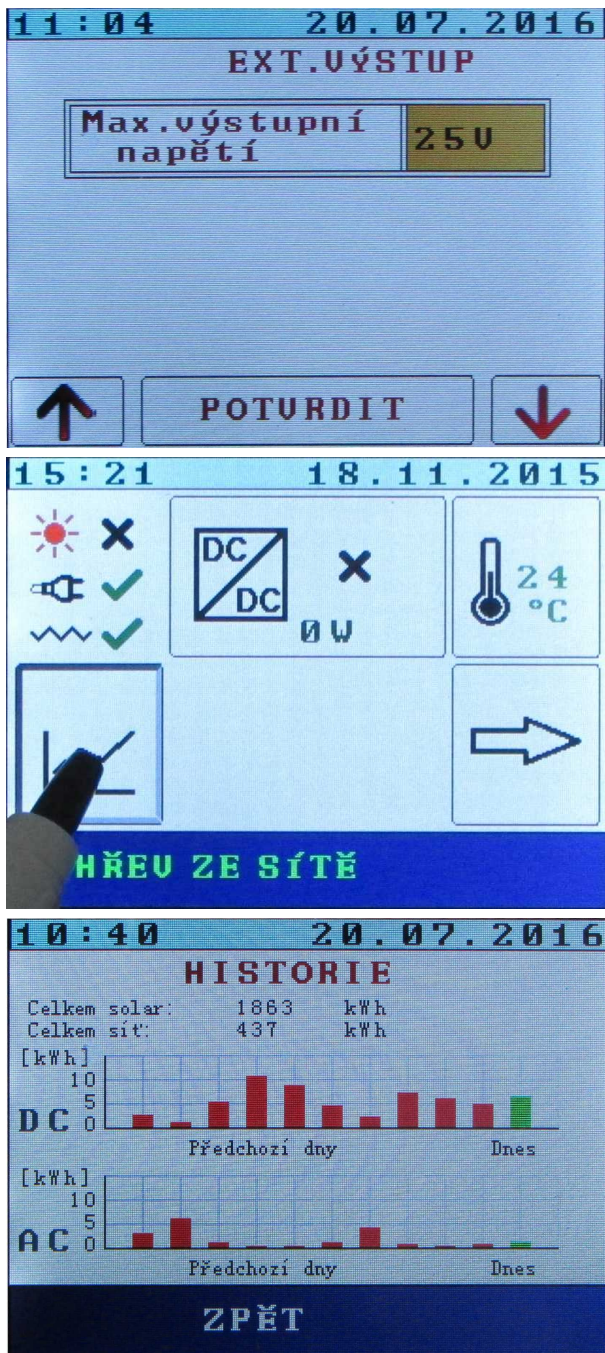 11:04 20.07.2016
EXT.VÝSTUP
Max.výstupní 25V
napětí
POTVRDIT
15:21 18.11.2015
DC
DC
0W
24
°C
HŘEV ZE SÍTĚ
10:40 20.07.2016
HISTORIE
Celkem solar: 1863 kWh
Celkem síť: 437 kWh
[kWh]
10
5
DC 0
Předchozí dny Dnes
[kWh]
10
5
AC 0
Předchozí dny Dnes
ZPĚT